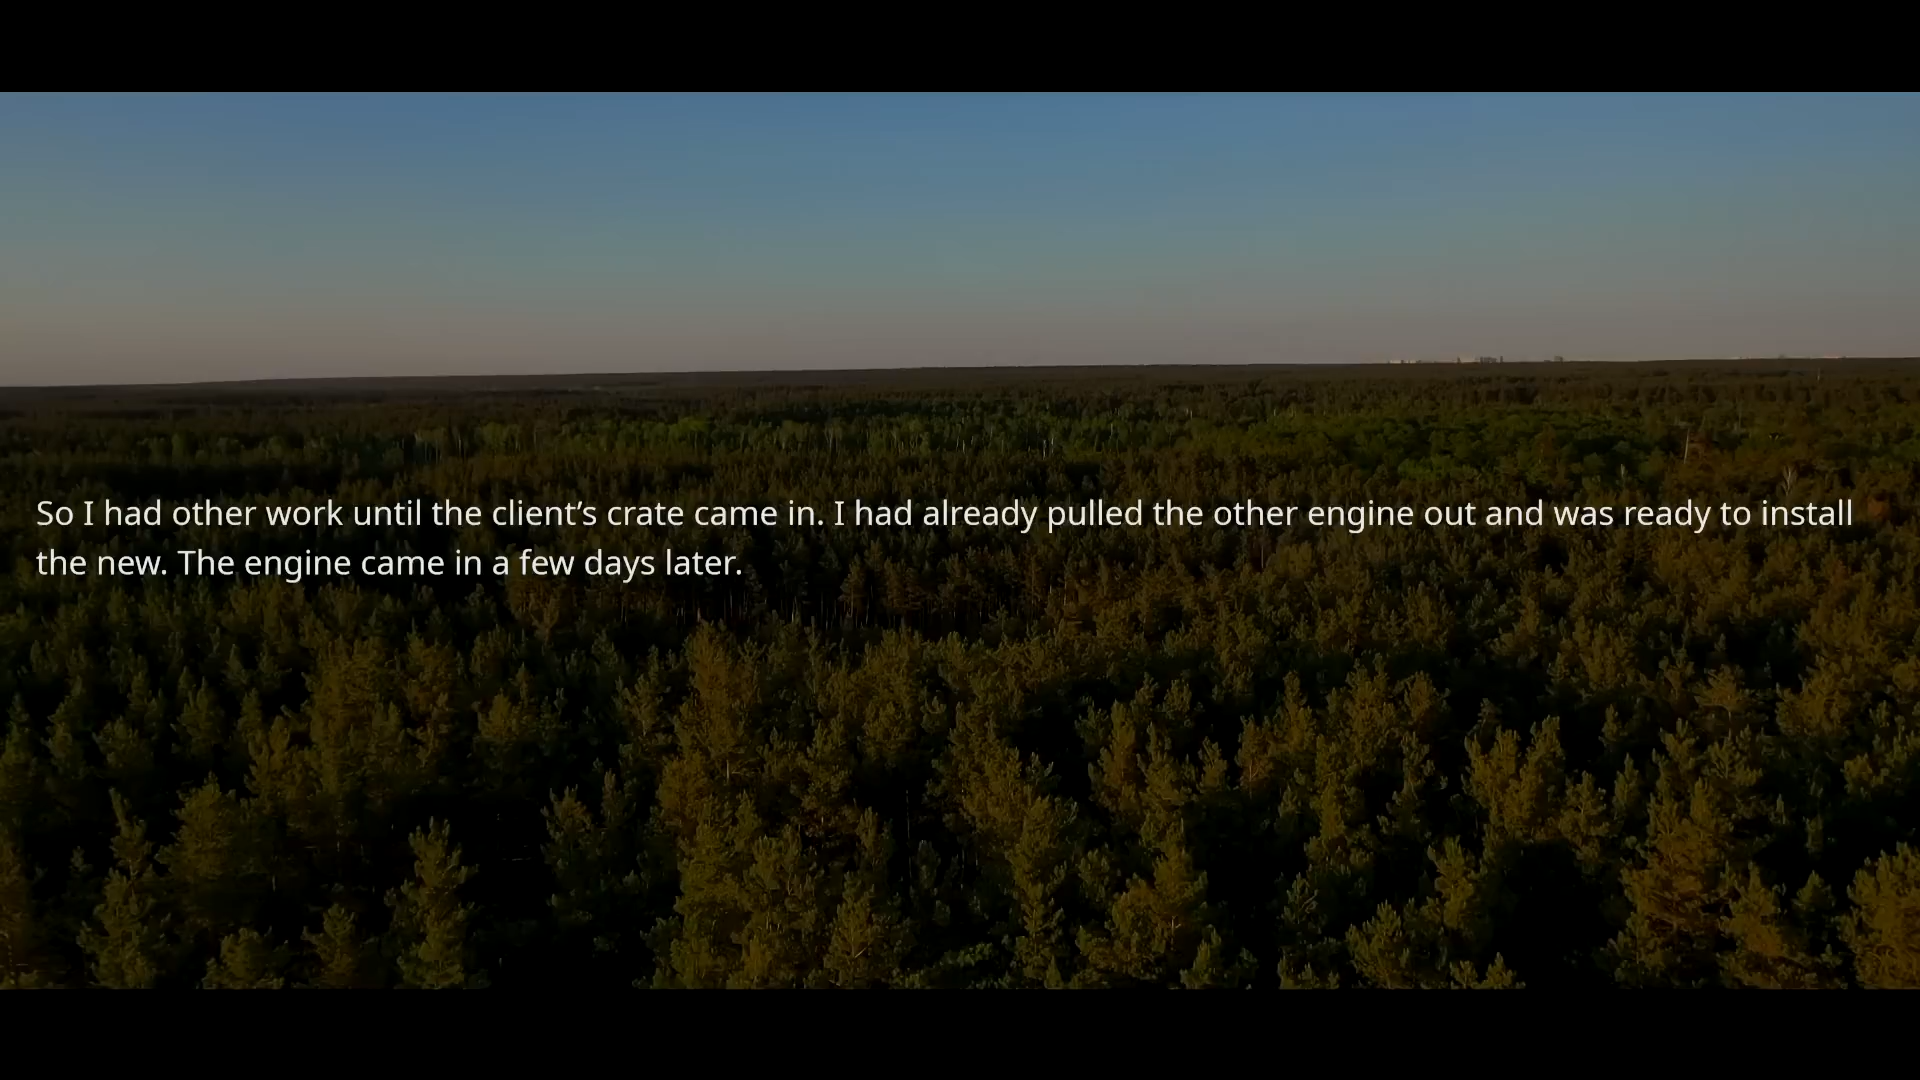 So I had other work until the client’s crate came in. I had already pulled the other engine out and was ready to install
the new. The engine came in a few days later.